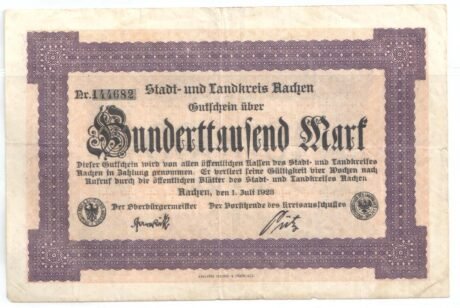 Nr. 144682
Stadt- und Landkreis Aachen
Gutschein über
Hunderttausend Mark
Dieser Gutschein wird von allen öffentlichen Kassen des Stadt- und Landkreises
Aachen in Zahlung genommen. Er verliert seine Gültigkeit vier Wochen nach
Aufruf durch die öffentlichen Blätter des Stadt- und Landkreises Aachen.
Aachen, den 1. Juli 1923
Der Oberbürgermeister Der Vorsitzende des Kreisausschusses